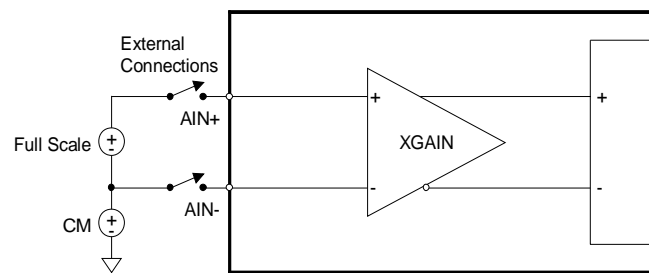 External
Connections
AIN+
+
XGAIN
+
Full Scale
+
-
AIN-
-
-
CM
+
-